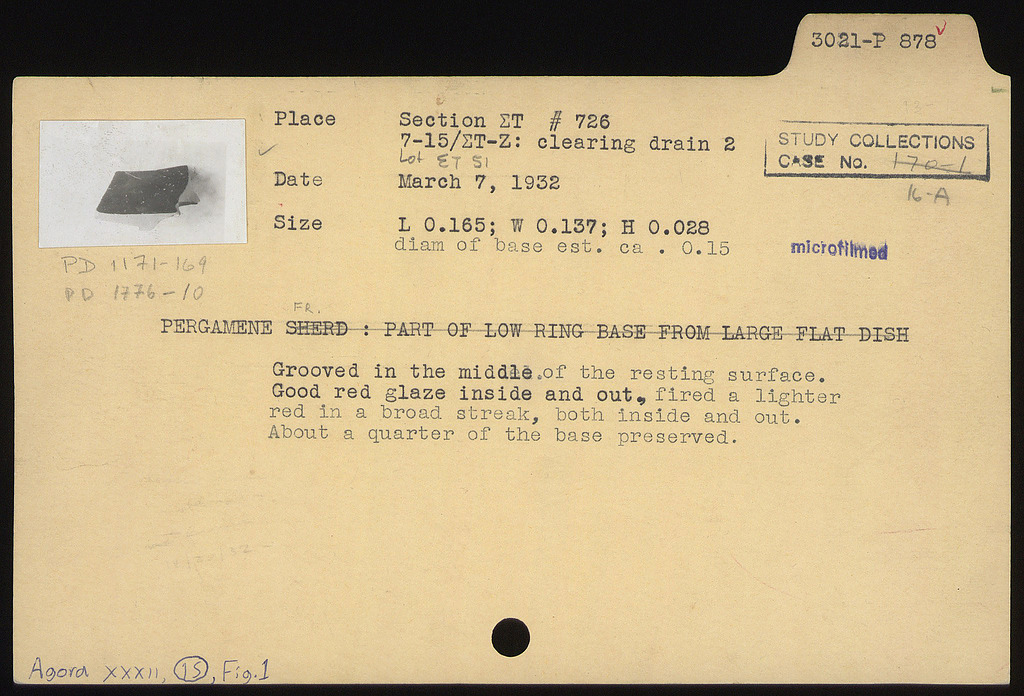 3021-P 878
Place Section ΣΤ # 726
7-15/ΣΤ-Ζ: clearing drain 2
Lot ΣΤ 51
Date March 7, 1932
STUDY COLLECTIONS
CASE No. 170-1
16-A
Size L 0.165; W 0.137; H 0.028
diam of base est. ca . 0.15
microfilmed
PD 1171-169
PD 1776-10
FR.
PERGAMENE SHERD : PART OF LOW RING BASE FROM LARGE FLAT DISH
Grooved in the middle of the resting surface.
Good red glaze inside and out, fired a lighter
red in a broad streak, both inside and out.
About a quarter of the base preserved.
Agora XXXII, 15, Fig.1